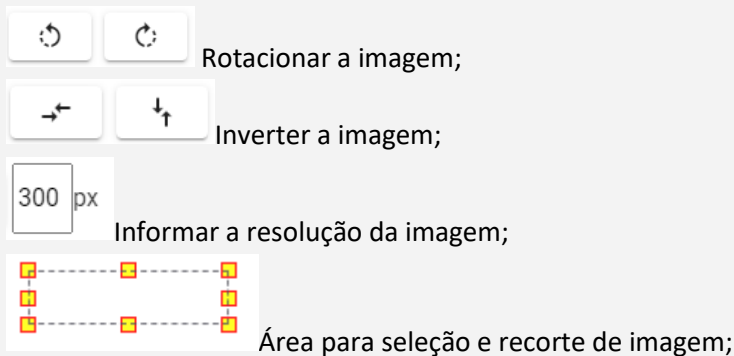 Rotacionar a imagem;
Inverter a imagem;
300 px
Informar a resolução da imagem;
Área para seleção e recorte de imagem;